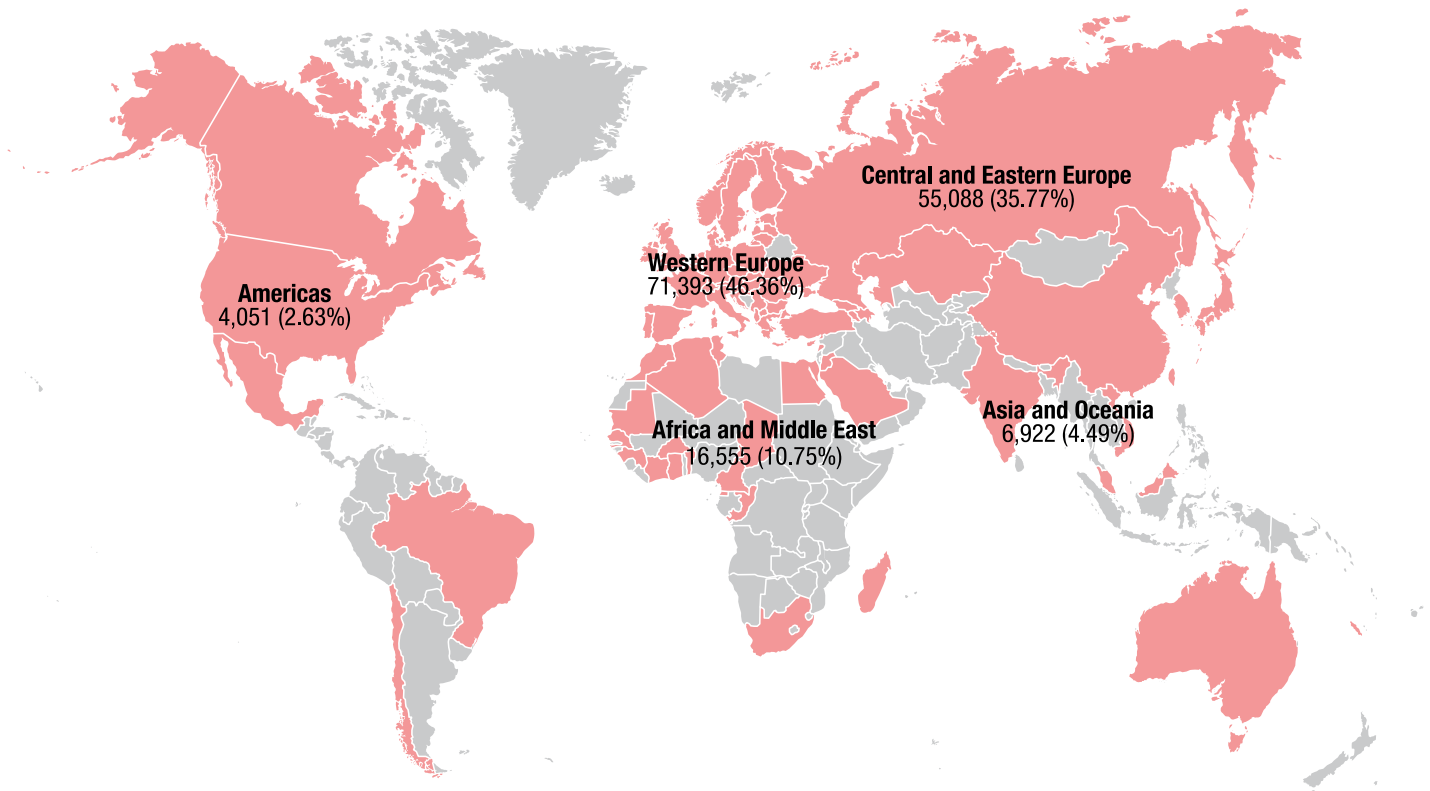 Central and Eastern Europe
55,088 (35.77%)
Western Europe
71,393 (46.36%)
Americas
4,051 (2.63%)
Asia and Oceania
6,922 (4.49%)
Africa and Middle East
16,555 (10.75%)